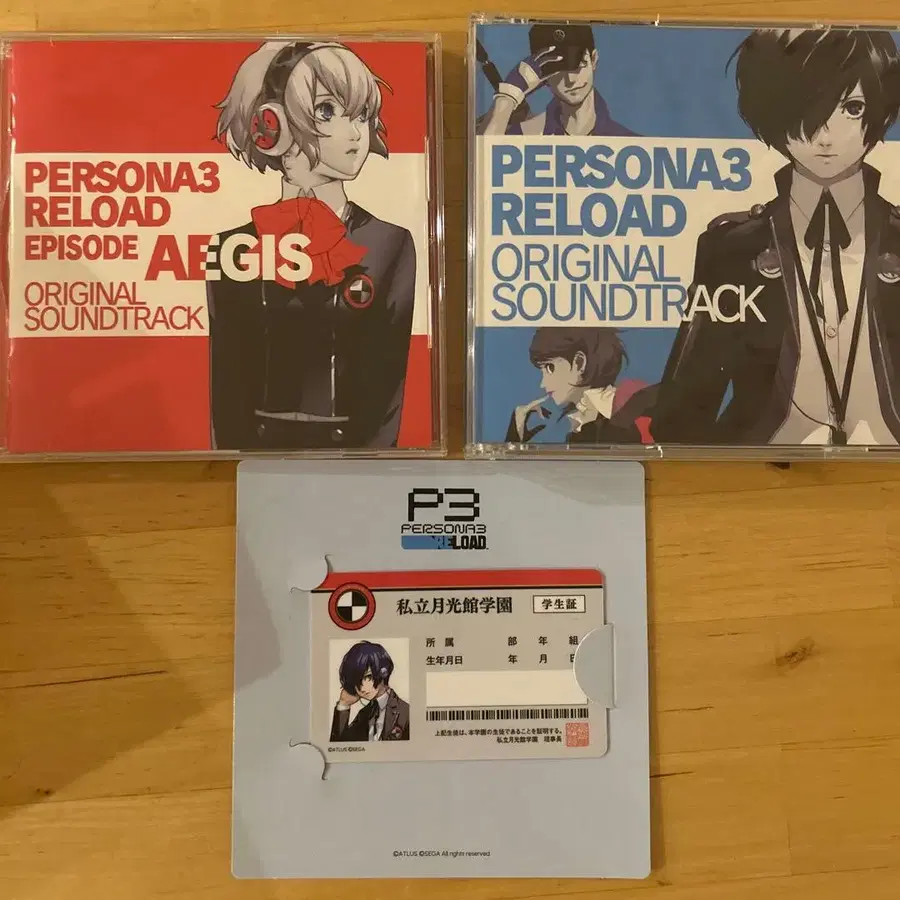 PERSONA3
RELOAD
EPISODE AEGIS
ORIGINAL
SOUNDTRACK
PERSONA3
RELOAD
ORIGINAL
SOUNDTRACK
P3
PERSONA3
RELOAD
私立月光館学園 学生証
所属 部 年 組
生年月日 年 月 日
上記生徒は、本学園の生徒であることを証明する。
私立月光館学園 理事長
©ATLUS ©SEGA
©ATLUS ©SEGA All rights reserved